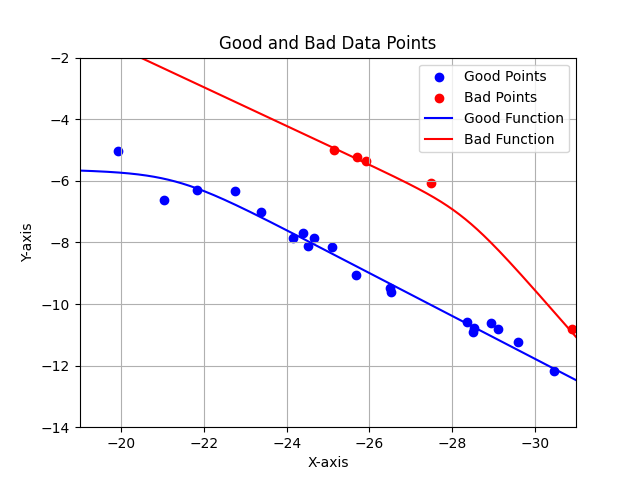 Good and Bad Data Points
Good Points
Bad Points
Good Function
Bad Function
−2
−4
−6
−8
−10
−12
−14
Y-axis
−20 −22 −24 −26 −28 −30
X-axis